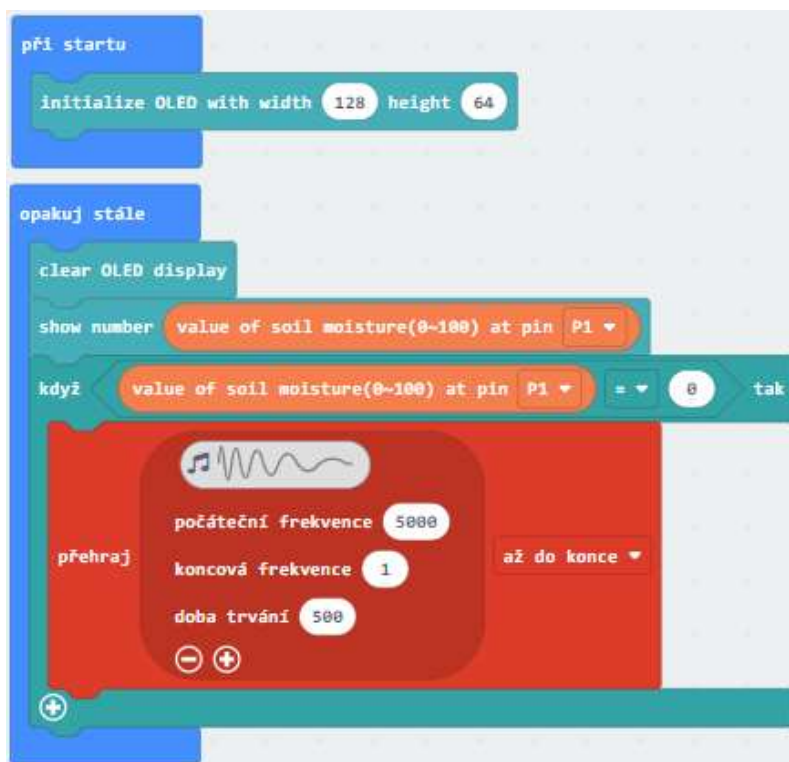 při startu
initialize OLED with width 128 height 64
opakuj stále
clear OLED display
show number value of soil moisture(0~100) at pin P1
když value of soil moisture(0~100) at pin P1 = 0 tak
počáteční frekvence 5000
přehraj
koncová frekvence 1
až do konce
doba trvání 500